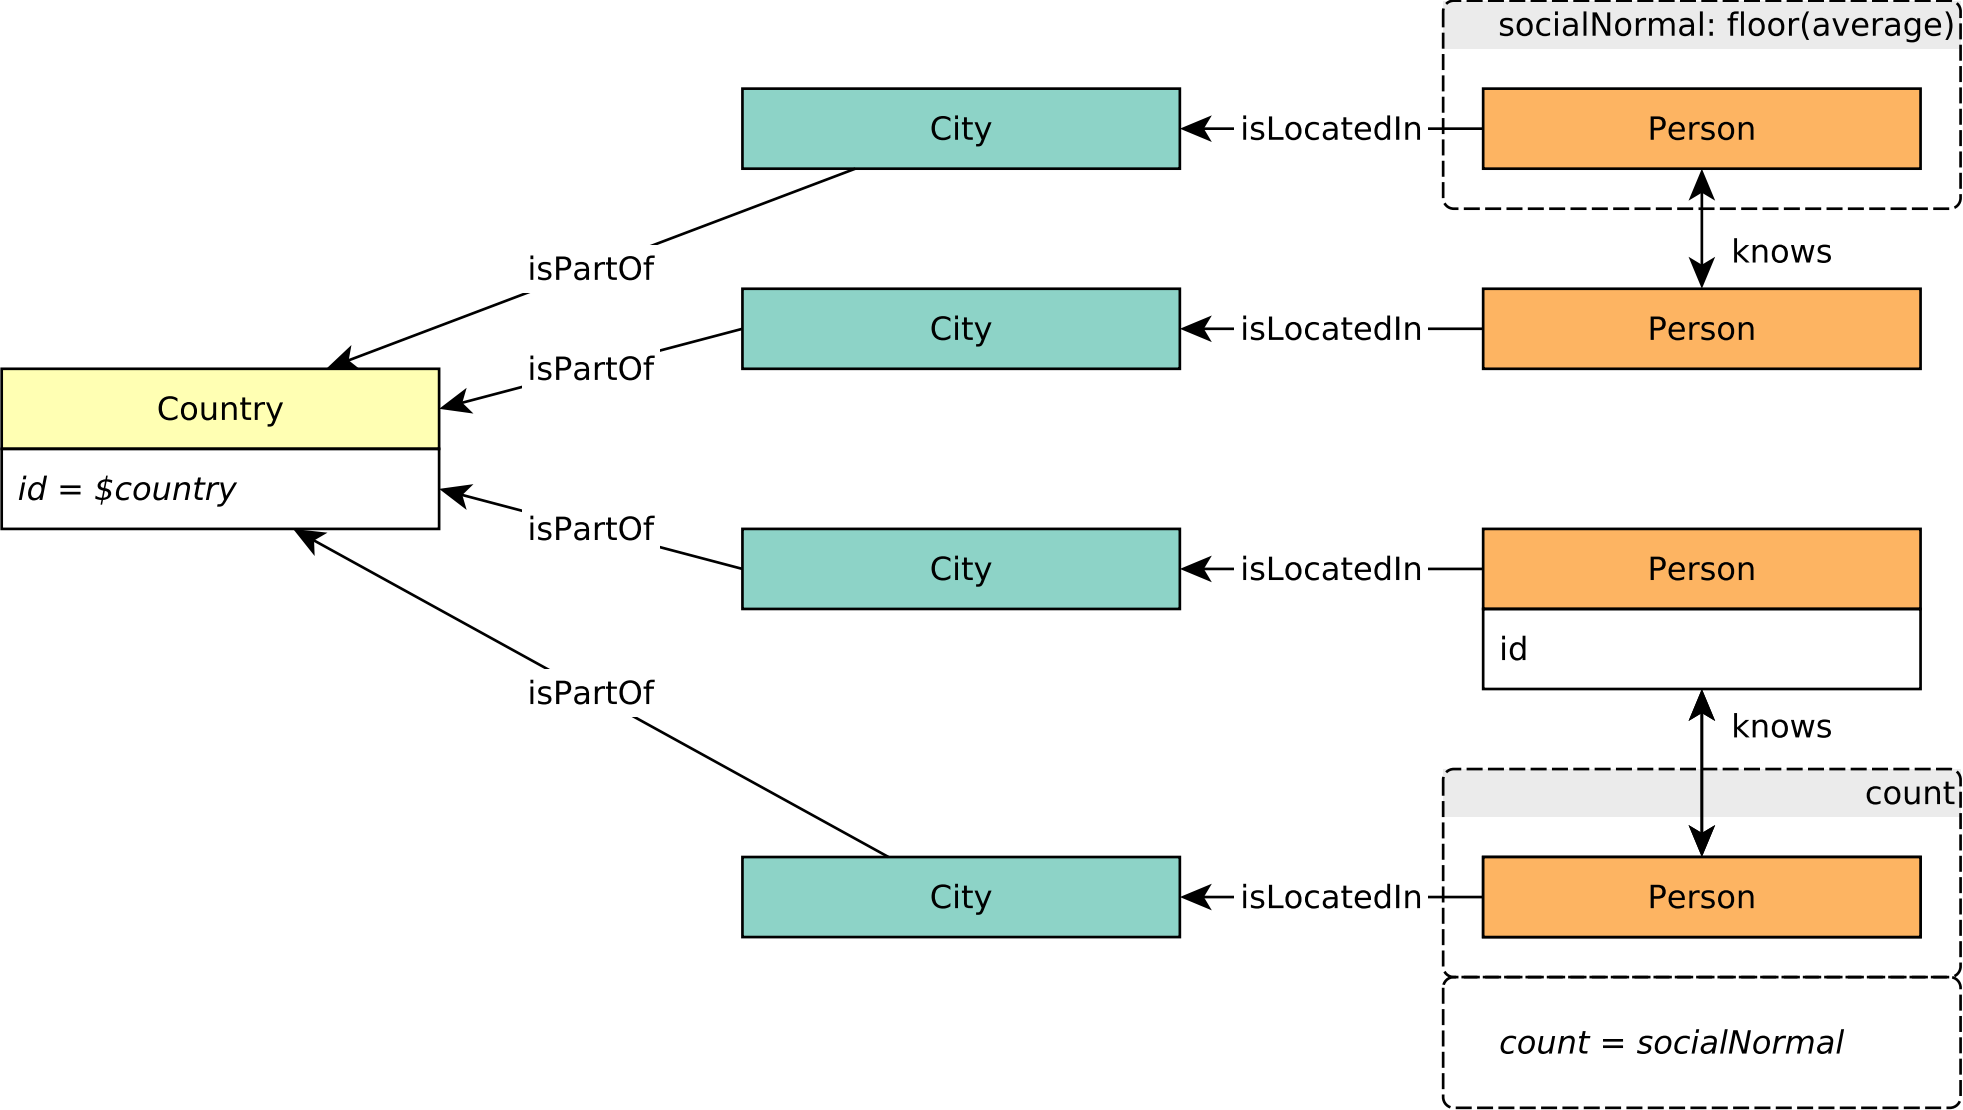 socialNormal: floor(average)
City
isLocatedIn
Person
isPartOf
knows
City
isLocatedIn
Person
isPartOf
Country
id = $country
isPartOf
City
isLocatedIn
Person
id
isPartOf
knows
count
City
isLocatedIn
Person
count = socialNormal